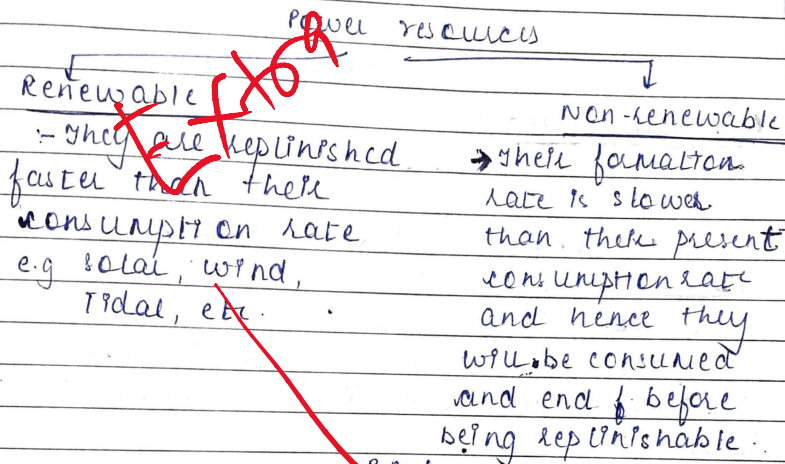 Power resources
Renewable
:- They are replinished
faster than their
consumption rate
e.g solar, wind,
Tidal, etc.
Non-renewable
→ Their formation
rate is slower
than their present
consumption rate
and hence they
will be consumed
and end before
being replinishable.
Extra